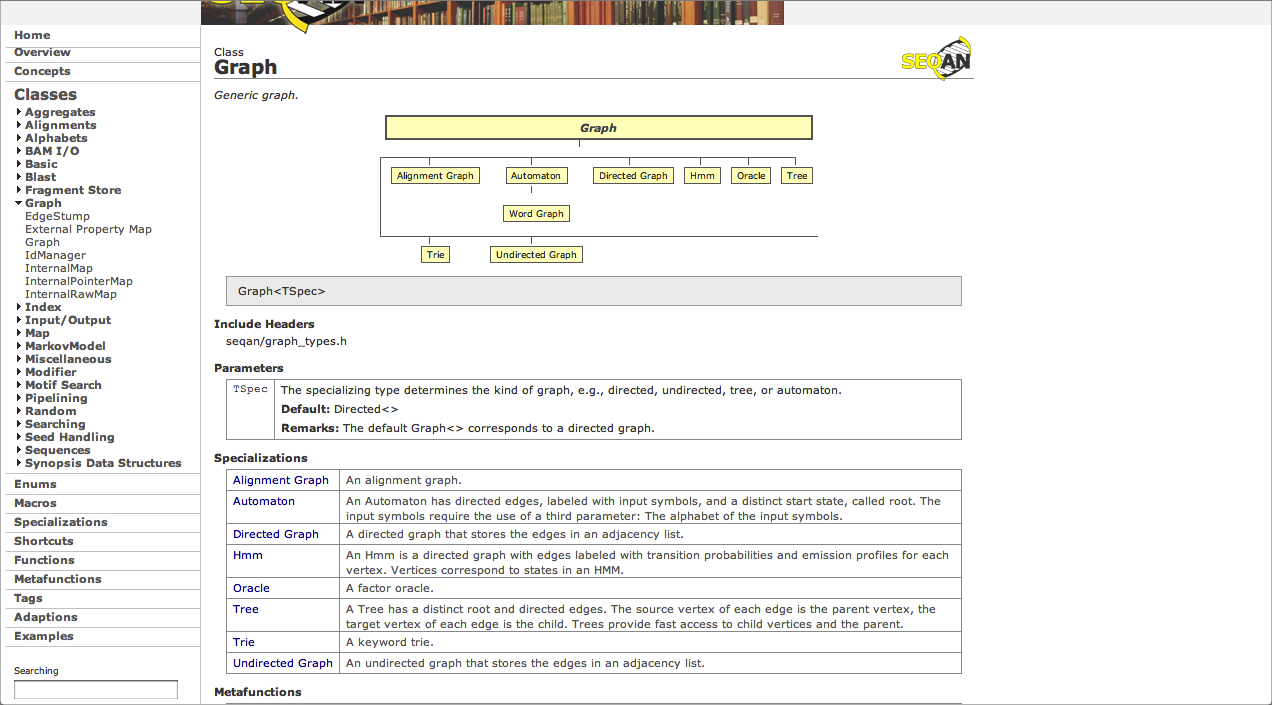 Home
Overview
Concepts
Classes
Aggregates
Alignments
Alphabets
BAM I/O
Basic
Blast
Fragment Store
Graph
EdgeStump
External Property Map
Graph
IdManager
InternalMap
InternalPointerMap
InternalRawMap
Index
Input/Output
Map
MarkovModel
Miscellaneous
Modifier
Motif Search
Pipelining
Random
Searching
Seed Handling
Sequences
Synopsis Data Structures
Enums
Macros
Specializations
Shortcuts
Functions
Metafunctions
Tags
Adaptions
Examples
Searching
Class
Graph
SEQAN
Generic graph.
Graph
Alignment Graph Automaton Directed Graph Hmm Oracle Tree
Word Graph
Trie Undirected Graph
Graph<TSpec>
Include Headers
seqan/graph_types.h
Parameters
TSpec The specializing type determines the kind of graph, e.g., directed, undirected, tree, or automaton.
Default: Directed<>
Remarks: The default Graph<> corresponds to a directed graph.
Specializations
Alignment Graph An alignment graph.
Automaton An Automaton has directed edges, labeled with input symbols, and a distinct start state, called root. The
input symbols require the use of a third parameter: The alphabet of the input symbols.
Directed Graph A directed graph that stores the edges in an adjacency list.
Hmm An Hmm is a directed graph with edges labeled with transition probabilities and emission profiles for each
vertex. Vertices correspond to states in an HMM.
Oracle A factor oracle.
Tree A Tree has a distinct root and directed edges. The source vertex of each edge is the parent vertex, the
target vertex of each edge is the child. Trees provide fast access to child vertices and the parent.
Trie A keyword trie.
Undirected Graph An undirected graph that stores the edges in an adjacency list.
Metafunctions